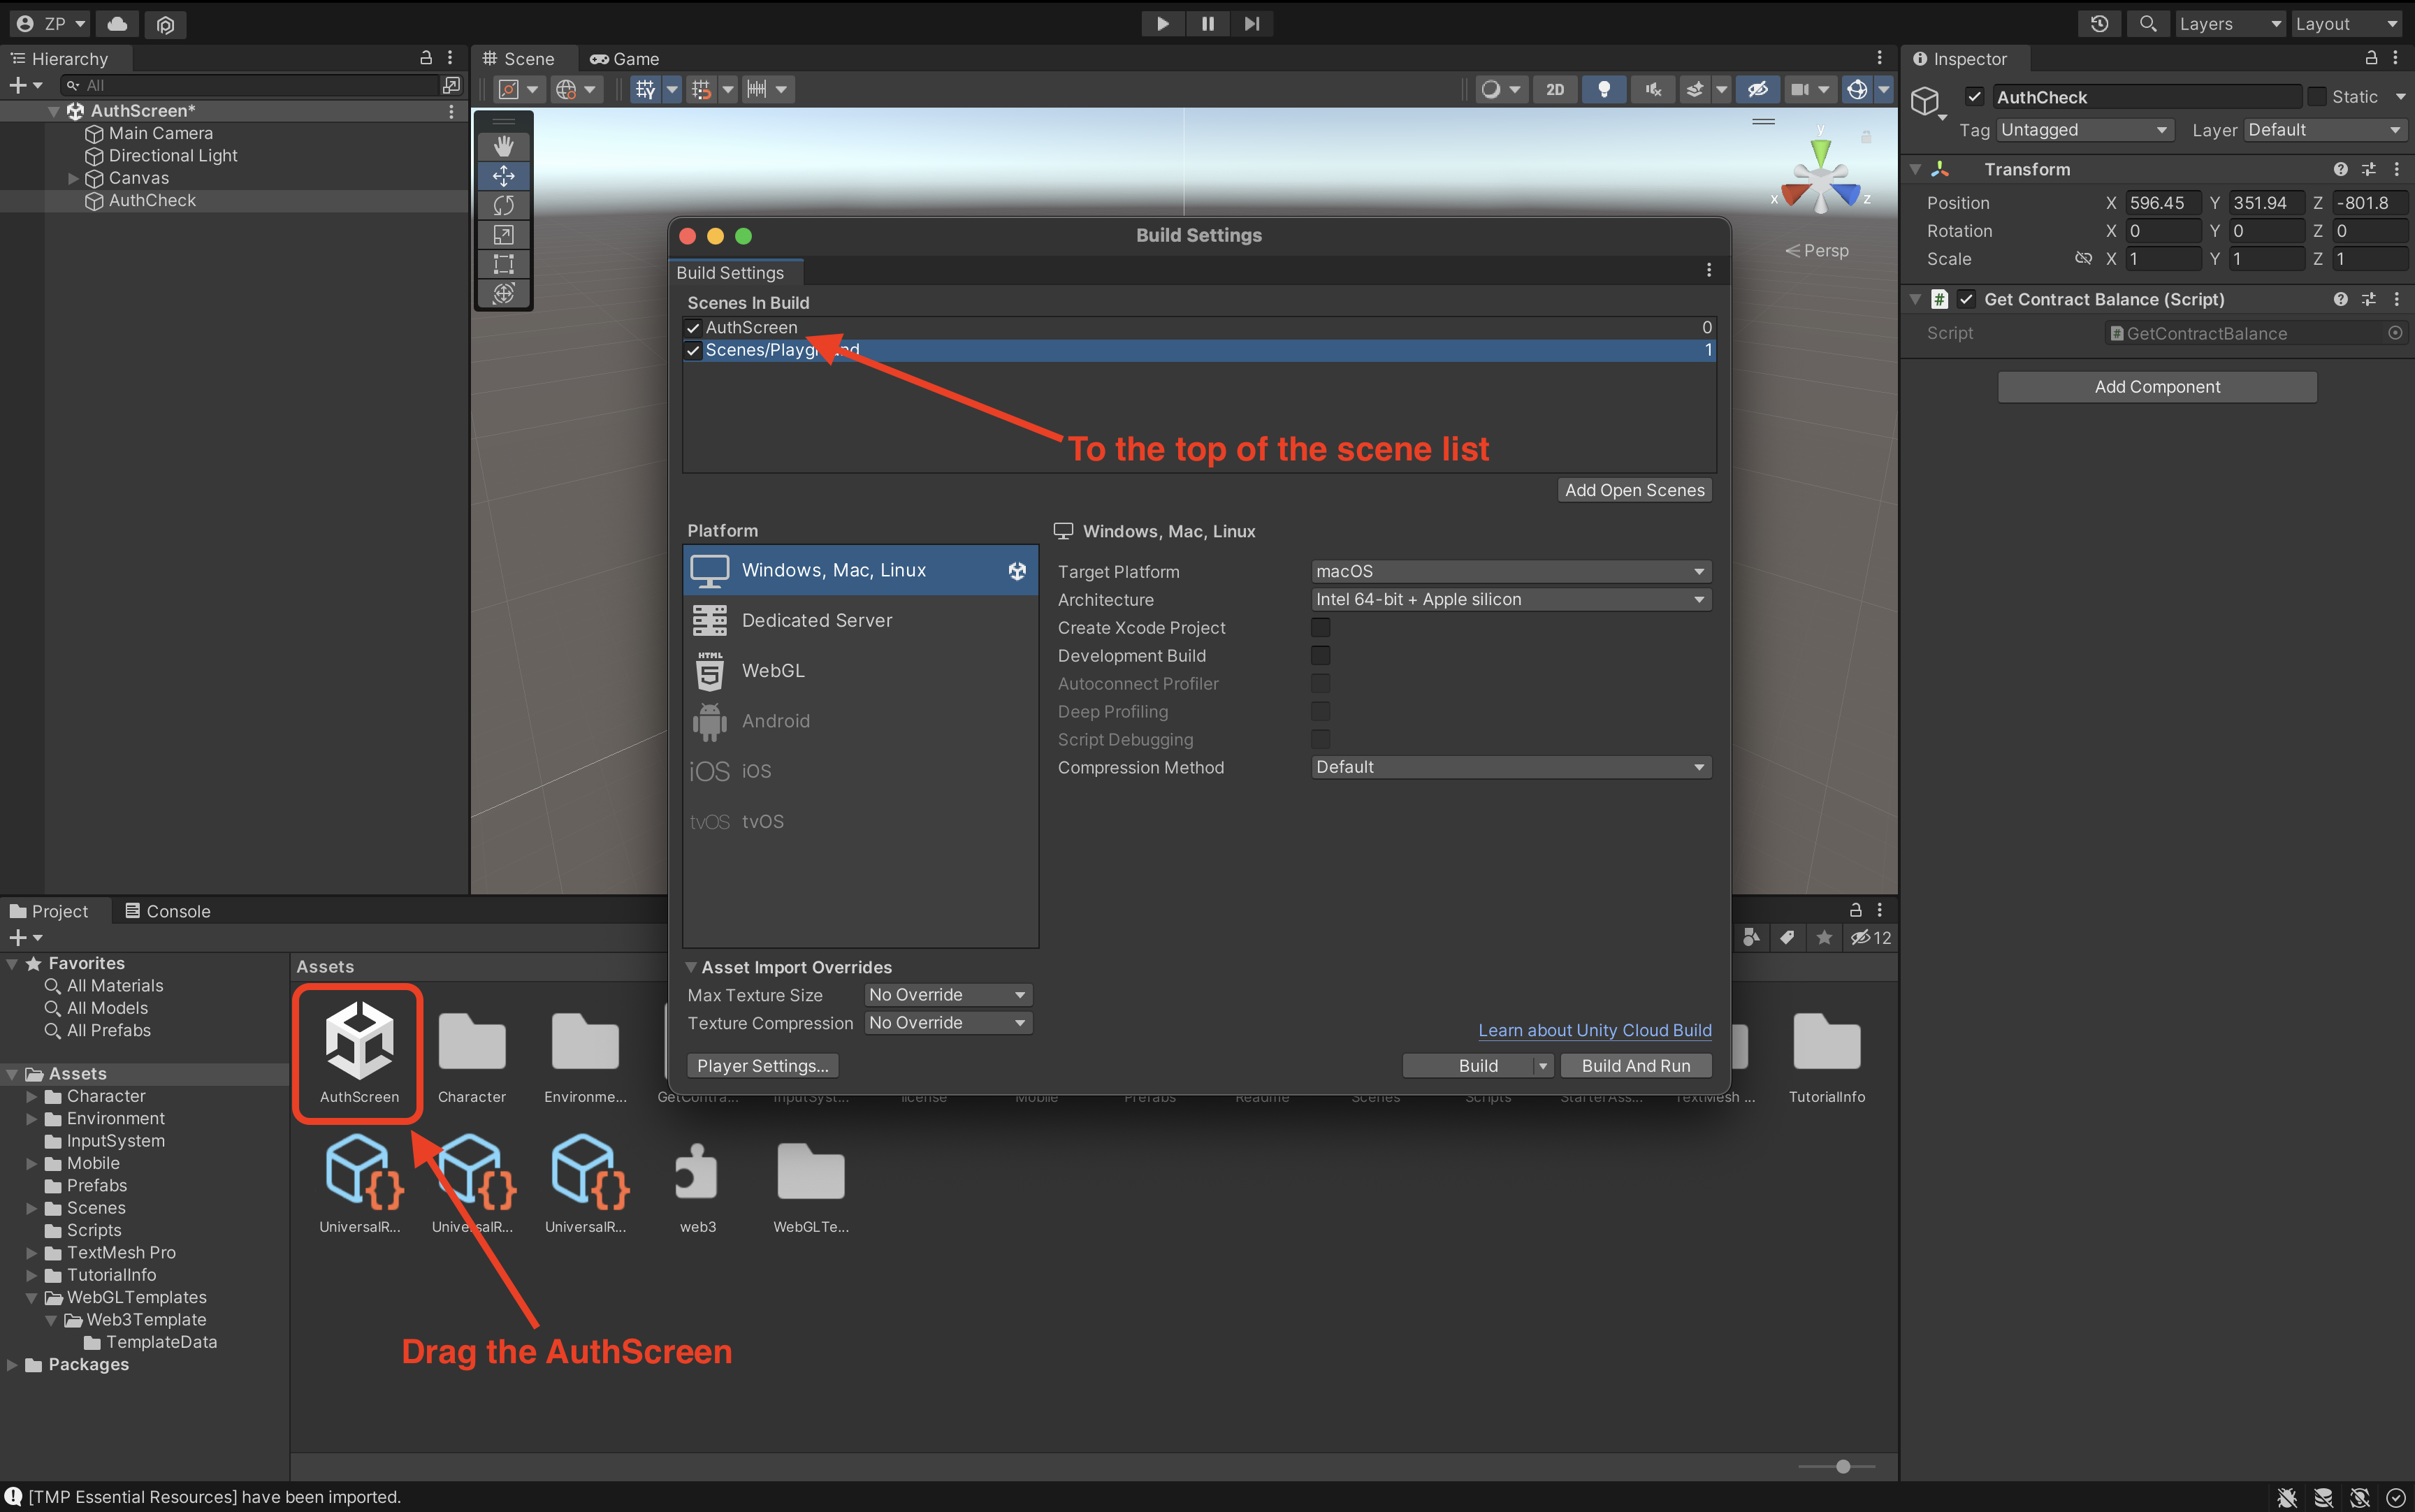 ZP
Layers
Layout
Hierarchy
All
AuthScreen*
Main Camera
Directional Light
Canvas
AuthCheck
Scene
Game
2D
y
x
z
Persp
Inspector
AuthCheck
Static
Tag Untagged Layer Default
Transform
Position X 596.45 Y 351.94 Z -801.8
Rotation X 0 Y 0 Z 0
Scale X 1 Y 1 Z 1
# Get Contract Balance (Script)
Script # GetContractBalance
Add Component
Build Settings
Build Settings
Scenes In Build
AuthScreen 0
Scenes/Playground 1
To the top of the scene list
Add Open Scenes
Platform
Windows, Mac, Linux
Dedicated Server
HTML 5 WebGL
Android
iOS iOS
tvOS tvOS
Windows, Mac, Linux
Target Platform macOS
Architecture Intel 64-bit + Apple silicon
Create Xcode Project
Development Build
Autoconnect Profiler
Deep Profiling
Script Debugging
Compression Method Default
Asset Import Overrides
Max Texture Size No Override
Texture Compression No Override
Learn about Unity Cloud Build
Player Settings...
Build
Build And Run
Project
Console
12
Favorites
All Materials
All Models
All Prefabs
Assets
Character
Environment
InputSystem
Mobile
Prefabs
Scenes
Scripts
TextMesh Pro
TutorialInfo
WebGLTemplates
Web3Template
TemplateData
Packages
Assets
AuthScreen
Character
Environme...
GetContra...
InputSyst...
license
Mobile
Prefabs
Readme
Scenes
Scripts
StarterAss...
TextMesh ...
TutorialInfo
UniversalR...
UniversalR...
UniversalR...
web3
WebGLTe...
Drag the AuthScreen
[TMP Essential Resources] have been imported.